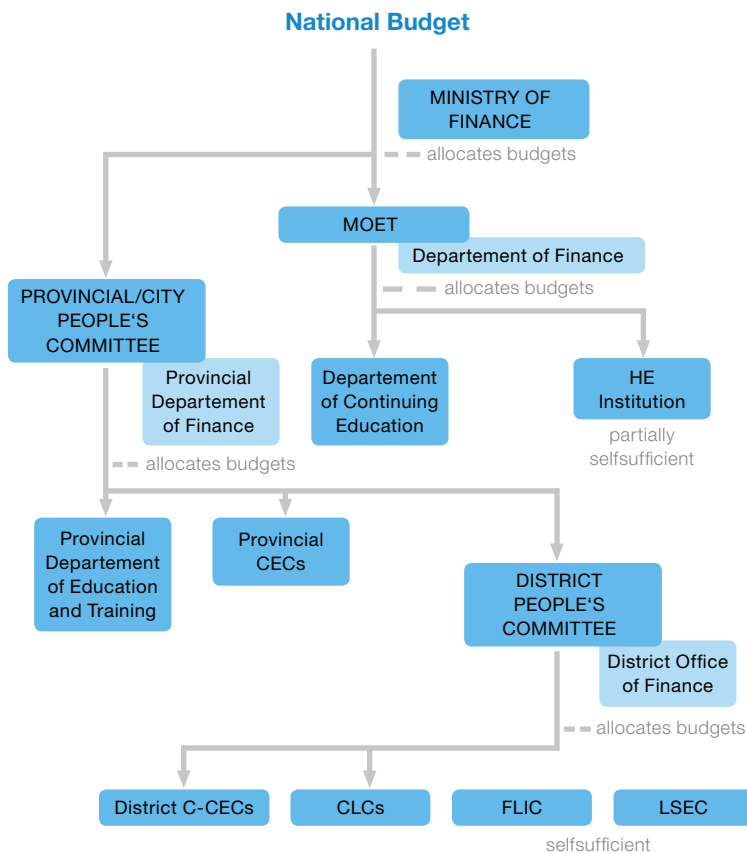 National Budget
MINISTRY OF
FINANCE
allocates budgets
MOET
Departement of Finance
allocates budgets
PROVINCIAL/CITY
PEOPLE‘S
COMMITTEE
Provincial
Department
of Finance
allocates budgets
Departement
of Continuing
Education
HE
Institution
partially
selfsufficient
Provincial
Department
of Education
and Training
Provincial
CECs
DISTRICT
PEOPLE‘S
COMMITTEE
District Office
of Finance
allocates budgets
District C-CECs
CLCs
FLIC
LSEC
selfsufficient